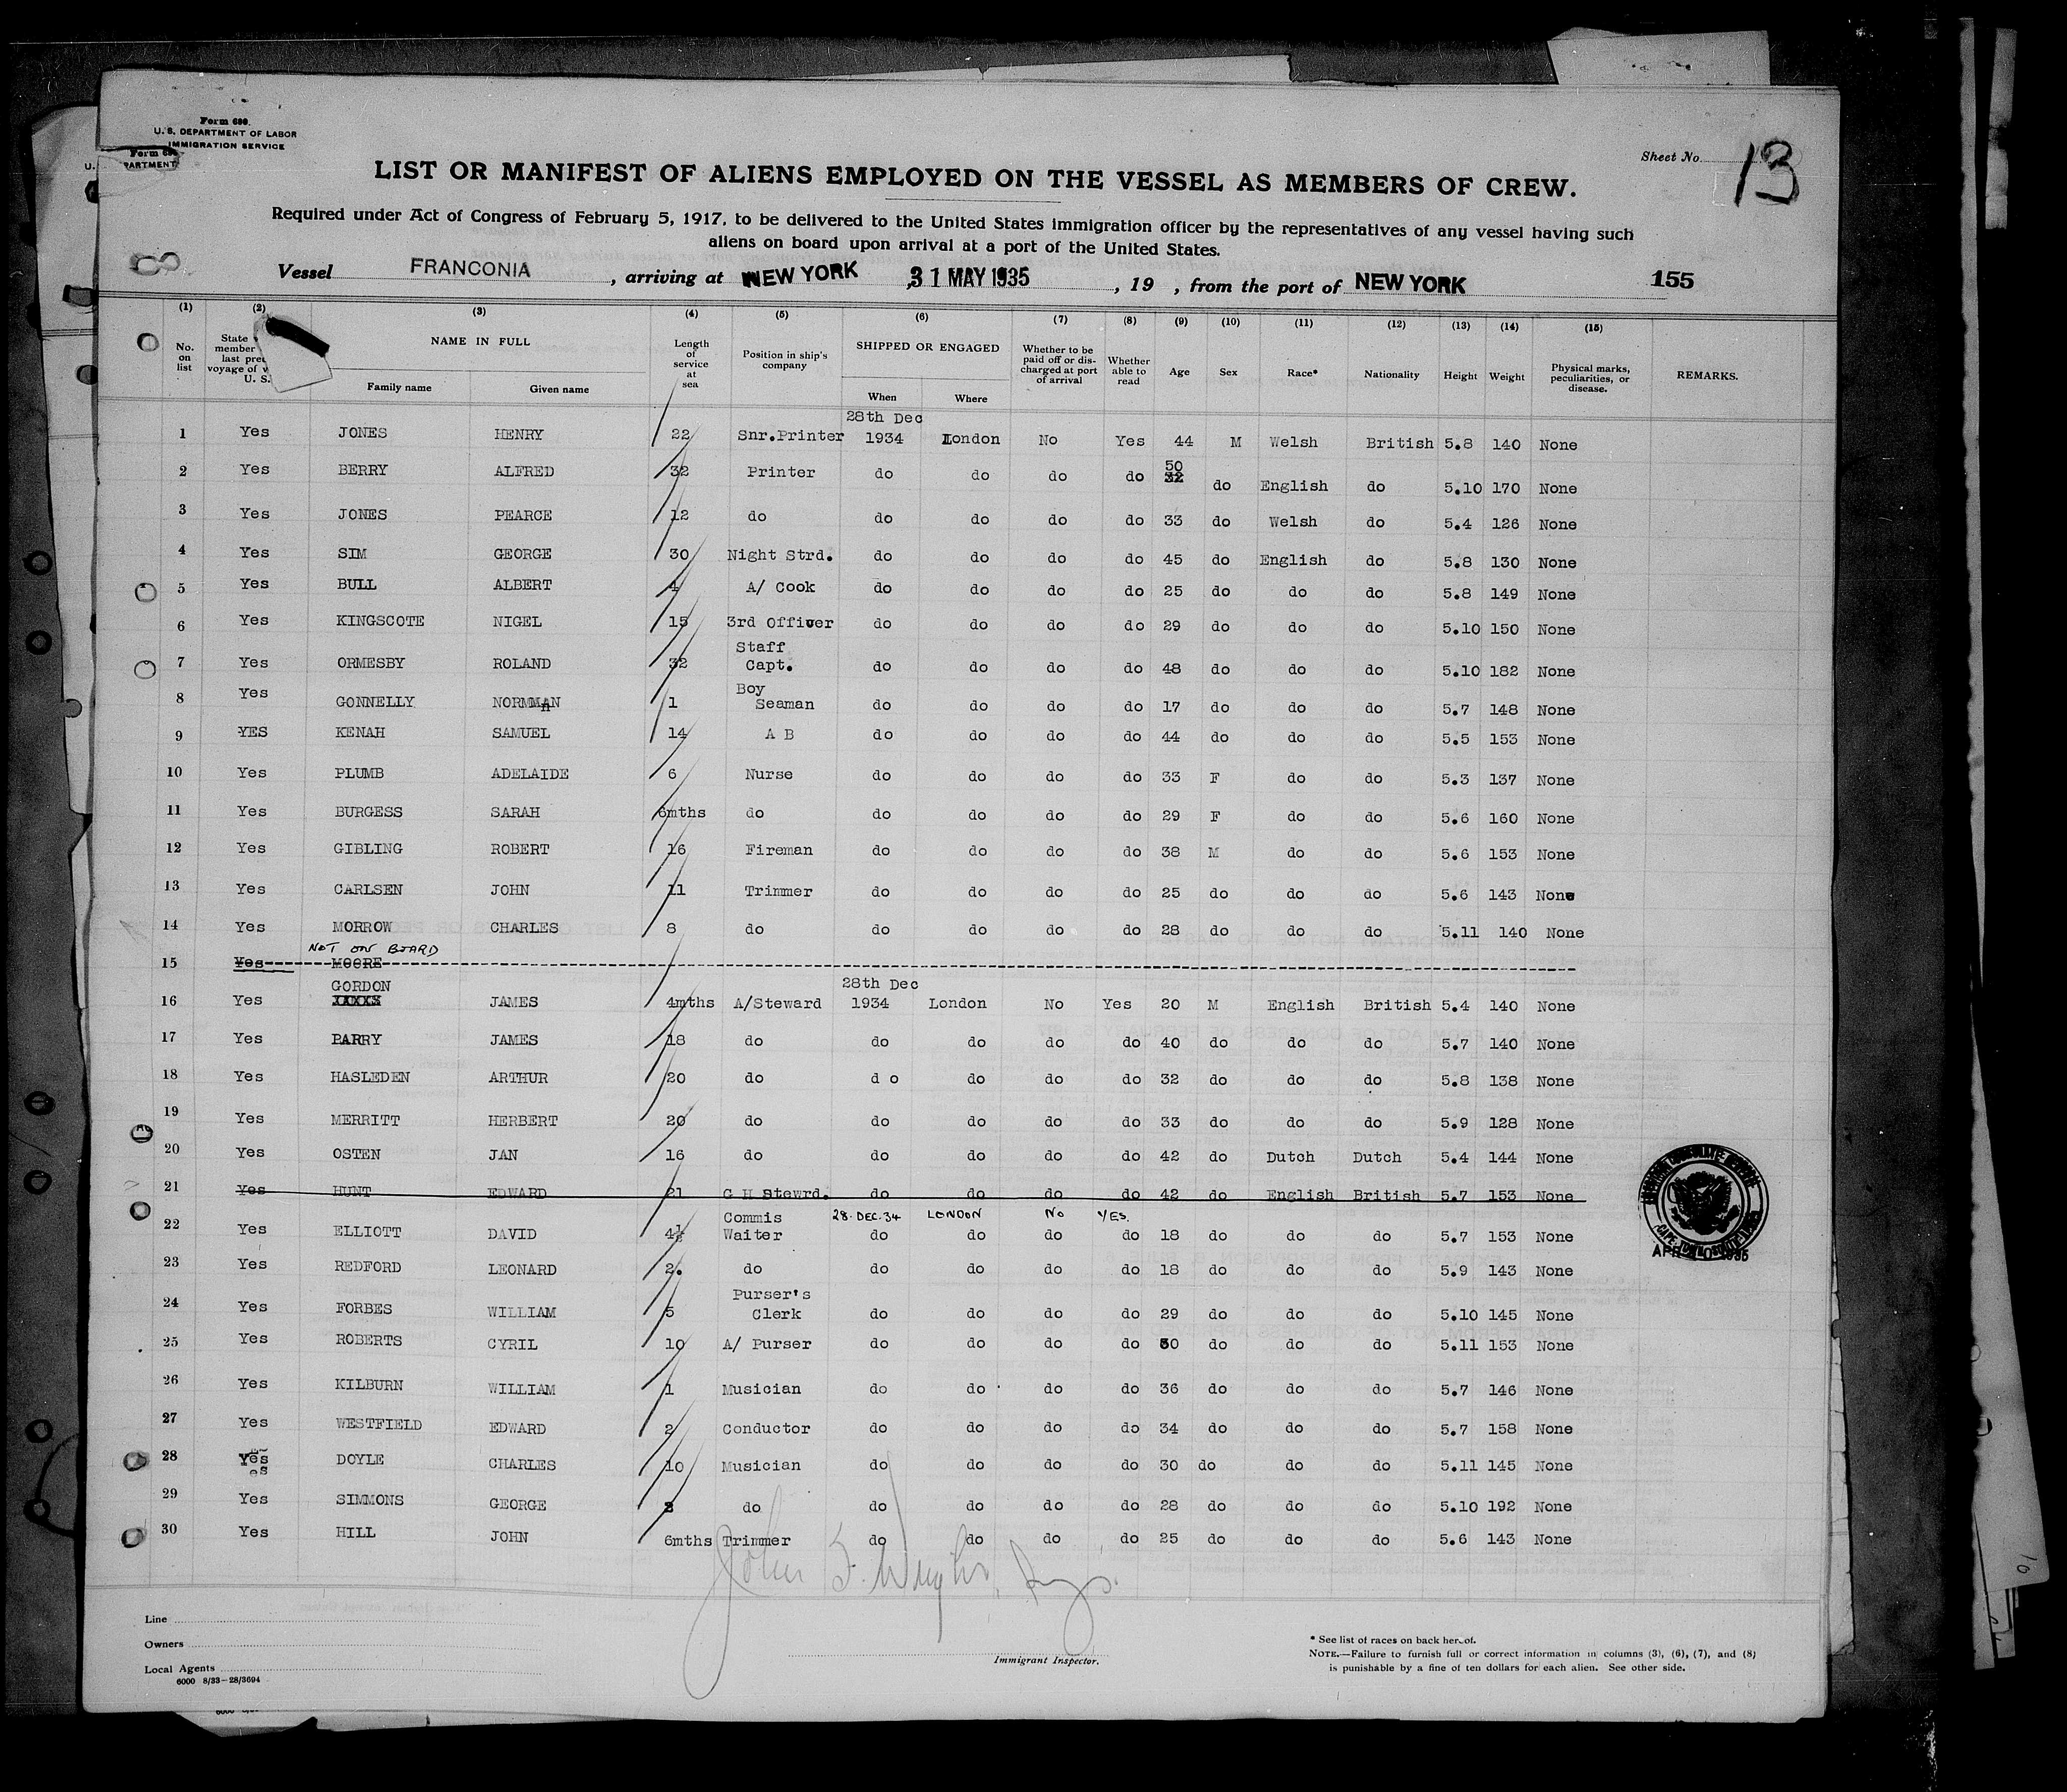 Form 680.
U. S. DEPARTMENT OF LABOR
IMMIGRATION SERVICE
Sheet No. 13
LIST OR MANIFEST OF ALIENS EMPLOYED ON THE VESSEL AS MEMBERS OF CREW.
Required under Act of Congress of February 5, 1917, to be delivered to the United States immigration officer by the representatives of any vessel having such
aliens on board upon arrival at a port of the United States.
Vessel FRANCONIA, arriving at NEW YORK 31 MAY 1935, 19 , from the port of NEW YORK 155
(1) (2) (3) (4) (5) (6) (7) (8) (9) (10) (11) (12) (13) (14) (15)
No. on list
NAME IN FULL
Family name Given name
Length of service at sea
Position in ship's company
SHIPPED OR ENGAGED
When Where
Whether to be paid off or discharged at port of arrival
Whether able to read
Age Sex Race* Nationality Height Weight
Physical marks, peculiarities, or disease.
REMARKS.
28th Dec
1 Yes JONES HENRY 22 Snr.Printer 1934 London No Yes 44 M Welsh British 5.8 140 None
50
2 Yes BERRY ALFRED 32 Printer do do do do 32 do English do 5.10 170 None
3 Yes JONES PEARCE 12 do do do do do 33 do Welsh do 5.4 126 None
4 Yes SIM GEORGE 30 Night Strd. do do do do 45 do English do 5.8 130 None
5 Yes BULL ALBERT 4 A/ Cook do do do do 25 do do do 5.8 149 None
6 Yes KINGSCOTE NIGEL 15 3rd Officer do do do do 29 do do do 5.10 150 None
Staff
7 Yes ORMESBY ROLAND 32 Capt. do do do do 48 do do do 5.10 182 None
Boy
8 Yes GONNELLY NORMMAN 1 Seaman do do do do 17 do do do 5.7 148 None
9 YES KENAH SAMUEL 14 A B do do do do 44 do do do 5.5 153 None
10 Yes PLUMB ADELAIDE 6 Nurse do do do do 33 F do do 5.3 137 None
11 Yes BURGESS SARAH 6mths do do do do do 29 F do do 5.6 160 None
12 Yes GIBLING ROBERT 16 Fireman do do do do 38 M do do 5.6 153 None
13 Yes CARLSEN JOHN 11 Trimmer do do do do 25 do do do 5.6 143 None
14 Yes MORROW CHARLES 8 do do do do do 28 do do do 5.11 140 None
NOT ON BOARD
15 Yes MOORE
GORDON 28th Dec
16 Yes XXXXX JAMES 4mths A/Steward 1934 London No Yes 20 M English British 5.4 140 None
17 Yes PARRY JAMES 18 do do do do do 40 do do do 5.7 140 None
18 Yes HASLEDEN ARTHUR 20 do d o do do do 32 do do do 5.8 138 None
19 Yes MERRITT HERBERT 20 do do do do do 33 do do do 5.9 128 None
20 Yes OSTEN JAN 16 do do do do do 42 do Dutch Dutch 5.4 144 None
21 Yes HUNT EDWARD 21 G H Stewrd. do do do do 42 do English British 5.7 153 None
Commis 28.DEC.34 LONDON No YES.
22 Yes ELLIOTT DAVID 4½ Waiter do do do do 18 do do do 5.7 153 None
23 Yes REDFORD LEONARD 2. do do do do do 18 do do do 5.9 143 None
Purser's
24 Yes FORBES WILLIAM 5 Clerk do do do do 29 do do do 5.10 145 None
25 Yes ROBERTS CYRIL 10 A/ Purser do do do do 30 do do do 5.11 153 None
26 Yes KILBURN WILLIAM 1 Musician do do do do 36 do do do 5.7 146 None
27 Yes WESTFIELD EDWARD 2 Conductor do do do do 34 do do do 5.7 158 None
28 Yes DOYLE CHARLES 10 Musician do do do do 30 do do do 5.11 145 None
29 Yes SIMMONS GEORGE do do do do do 28 do do do 5.10 192 None
30 Yes HILL JOHN 6mths Trimmer do do do do 25 do do do 5.6 143 None
Line
Owners
Local Agents
6000 8/33—28/3694
Immigrant Inspector.
* See list of races on back hereof.
NOTE.—Failure to furnish full or correct information in columns (3), (6), (7), and (8)
is punishable by a fine of ten dollars for each alien. See other side.